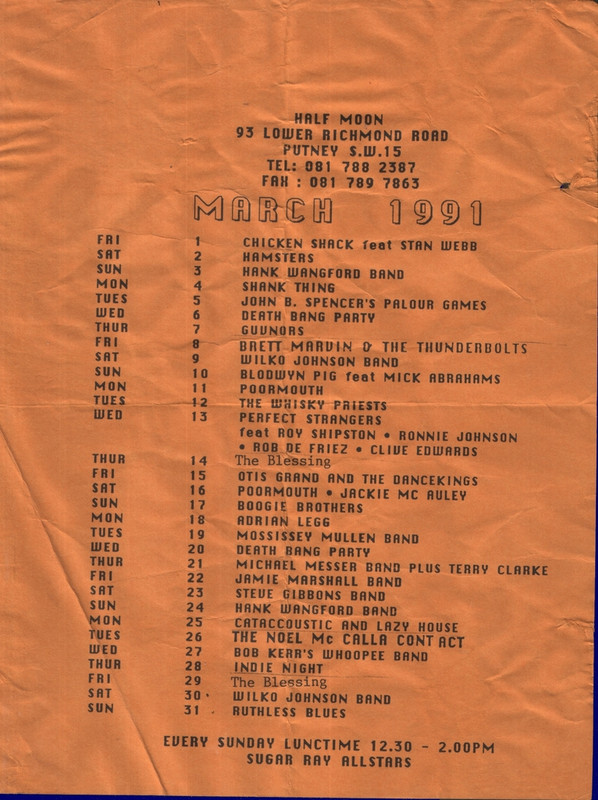 HALF MOON
93 LOWER RICHMOND ROAD
PUTNEY S.W.15
TEL: 081 788 2387
FAX : 081 789 7863
MARCH 1991
FRI 1 CHICKEN SHACK feat STAN WEBB
SAT 2 HAMSTERS
SUN 3 HANK WANGFORD BAND
MON 4 SHANK THING
TUES 5 JOHN B. SPENCER'S PALOUR GAMES
WED 6 DEATH BANG PARTY
THUR 7 GUVNORS
FRI 8 BRETT MARVIN & THE THUNDERBOLTS
SAT 9 WILKO JOHNSON BAND
SUN 10 BLODWYN PIG feat MICK ABRAHAMS
MON 11 POORMOUTH
TUES 12 THE WHISKY PRIESTS
WED 13 PERFECT STRANGERS
feat ROY SHIPSTON • RONNIE JOHNSON
• ROB DE FRIEZ • CLIVE EDWARDS
THUR 14 The Blessing
FRI 15 OTIS GRAND AND THE DANCEKINGS
SAT 16 POORMOUTH • JACKIE MC AULEY
SUN 17 BOOGIE BROTHERS
MON 18 ADRIAN LEGG
TUES 19 MOSSISSEY MULLEN BAND
WED 20 DEATH BANG PARTY
THUR 21 MICHAEL MESSER BAND PLUS TERRY CLARKE
FRI 22 JAMIE MARSHALL BAND
SAT 23 STEVE GIBBONS BAND
SUN 24 HANK WANGFORD BAND
MON 25 CATACCOUSTIC AND LAZY HOUSE
TUES 26 THE NOEL Mc CALLA CONTACT
WED 27 BOB KERR'S WHOOPEE BAND
THUR 28 INDIE NIGHT
FRI 29 The Blessing
SAT 30 WILKO JOHNSON BAND
SUN 31 RUTHLESS BLUES
EVERY SUNDAY LUNCTIME 12.30 - 2.00PM
SUGAR RAY ALLSTARS